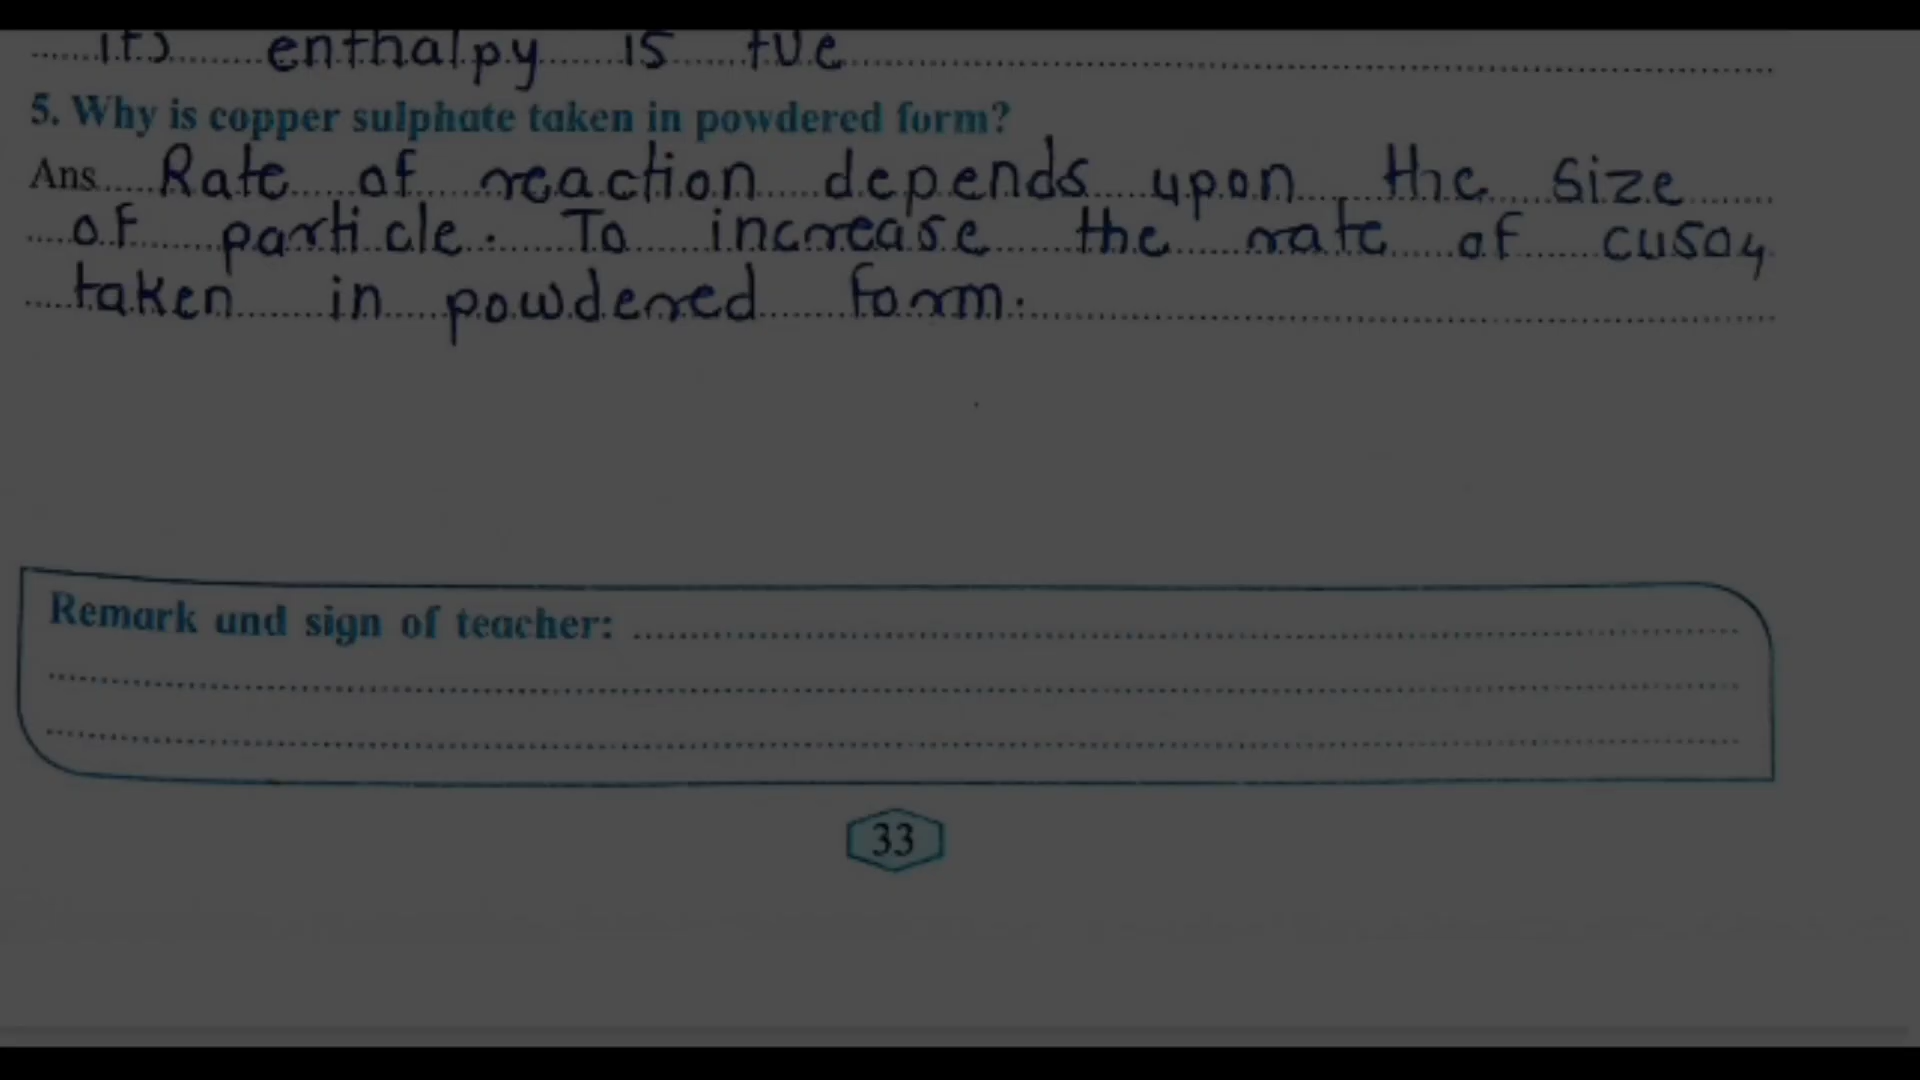 its enthalpy is +ve
5. Why is copper sulphate taken in powdered form?
Ans Rate of reaction depends upon the size
of particle. To increase the rate of CuSO4
taken in powdered form.
Remark and sign of teacher:
33